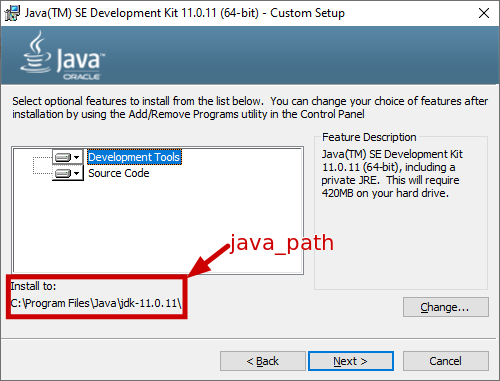 Java(TM) SE Development Kit 11.0.11 (64-bit) - Custom Setup
Java
ORACLE
Select optional features to install from the list below.  You can change your choice of features after
installation by using the Add/Remove Programs utility in the Control Panel
Development Tools
Source Code
Feature Description
Java(TM) SE Development Kit
11.0.11 (64-bit), including a
private JRE.  This will require
420MB on your hard drive.
java_path
Install to:
C:\Program Files\Java\jdk-11.0.11\
Change...
< Back
Next >
Cancel